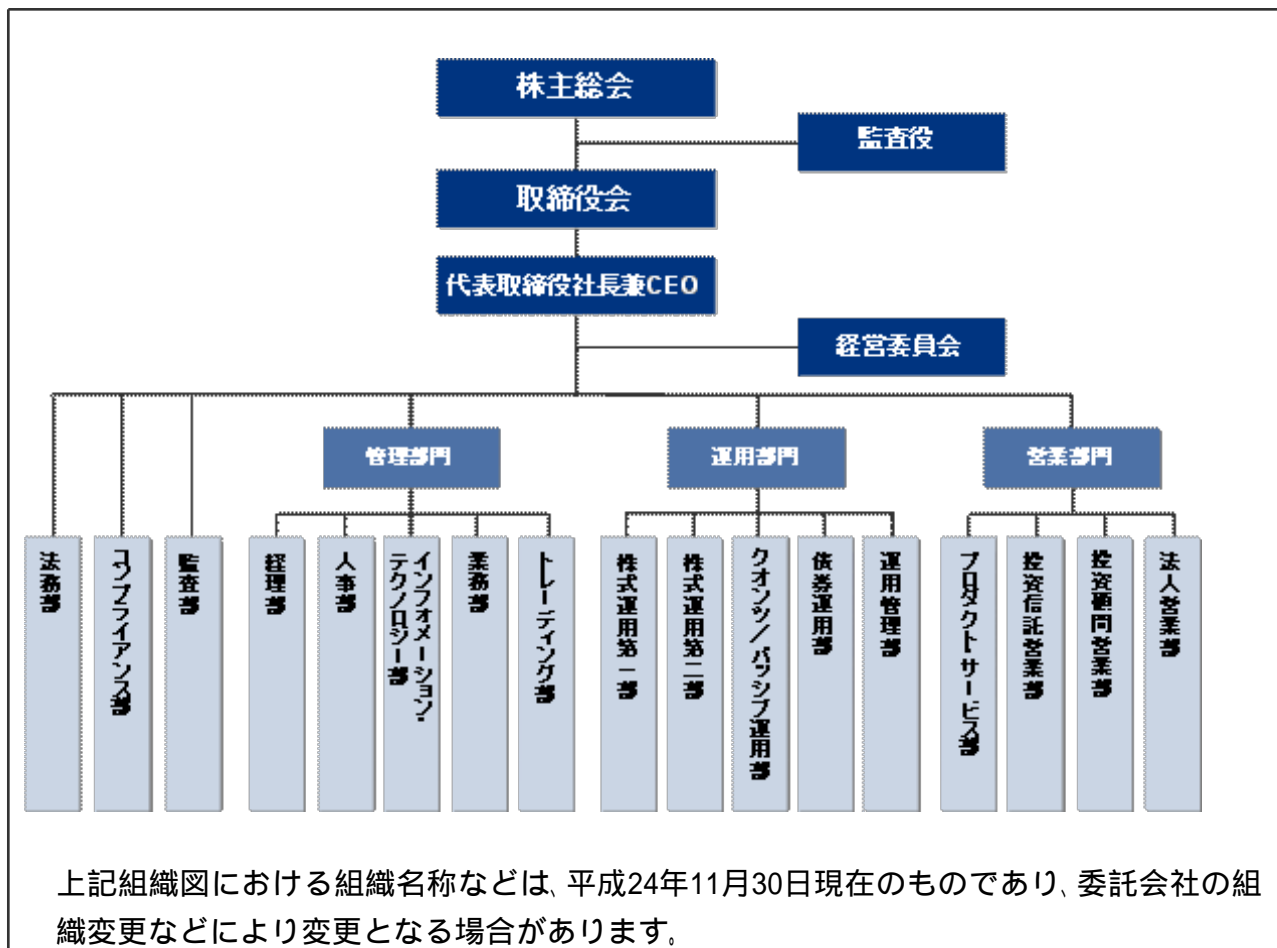 株主総会
監査役
取締役会
代表取締役社長兼CEO
経営委員会
管理部門
運用部門
営業部門
法務部
コンプライアンス部
監査部
経理部
人事部
インフォメーション・
テクノロジー部
業務部
トレーディング部
株式運用第一部
株式運用第二部
クオンツ/パッシブ運用部
債券運用部
運用管理部
プロダクトサービス部
投資信託営業部
投資顧問営業部
法人営業部
上記組織図における組織名称などは、平成24年11月30日現在のものであり、委託会社の組
織変更などにより変更となる場合があります。